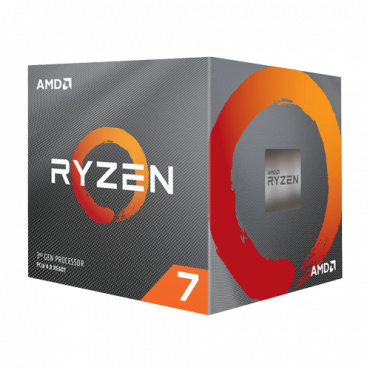 AMD
RYZEN
3rd GEN PROCESSOR
PCIe 4.0 READY
7
AMD
RYZEN
AMD